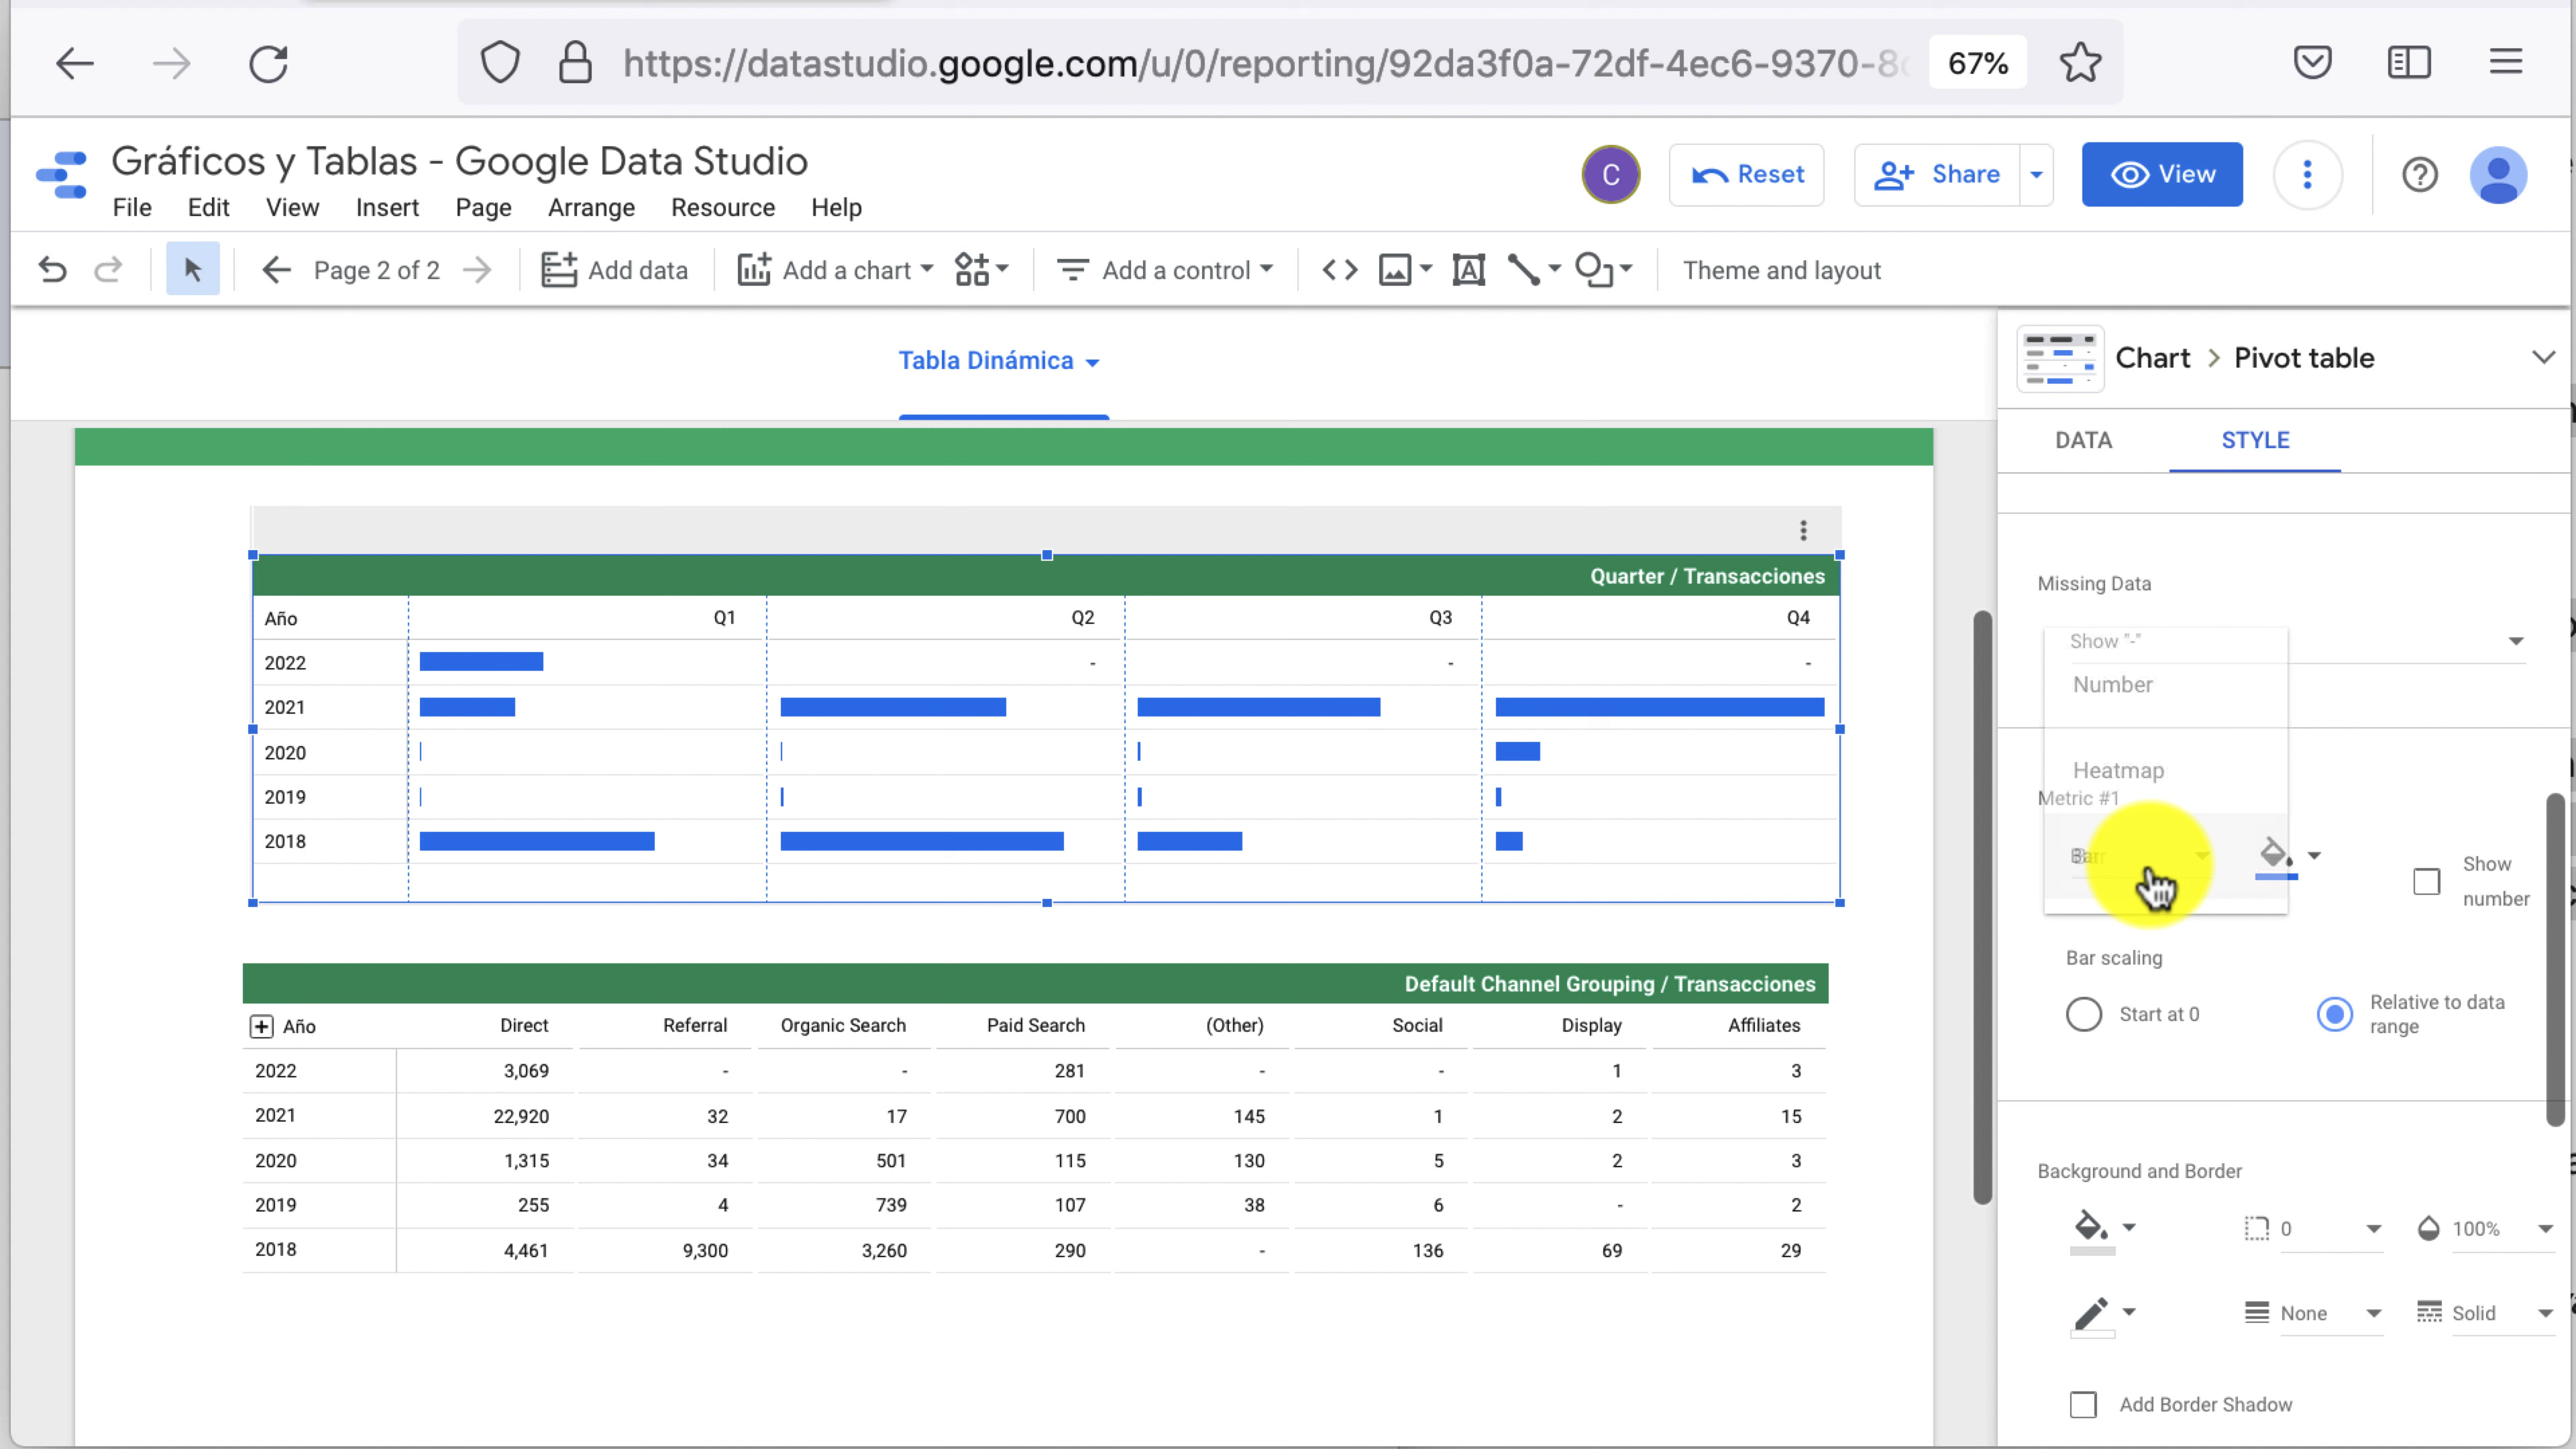 https://datastudio.google.com/u/0/reporting/92da3f0a-72df-4ec6-9370-8
67%
Gráficos y Tablas - Google Data Studio
File Edit View Insert Page Arrange Resource Help
C
Reset
Share
View
Page 2 of 2
Add data
Add a chart
Add a control
Theme and layout
Tabla Dinámica
Chart > Pivot table
DATA STYLE
Quarter / Transacciones
Año Q1 Q2 Q3 Q4
2022 - - -
2021
2020
2019
2018
Default Channel Grouping / Transacciones
Año Direct Referral Organic Search Paid Search (Other) Social Display Affiliates
2022 3,069 - - 281 - - 1 3
2021 22,920 32 17 700 145 1 2 15
2020 1,315 34 501 115 130 5 2 3
2019 255 4 739 107 38 6 - 2
2018 4,461 9,300 3,260 290 - 136 69 29
Missing Data
Show "-"
Number
Heatmap
Metric #1
Bar
Show
number
Bar scaling
Start at 0
Relative to data
range
Background and Border
0 100%
None Solid
Add Border Shadow